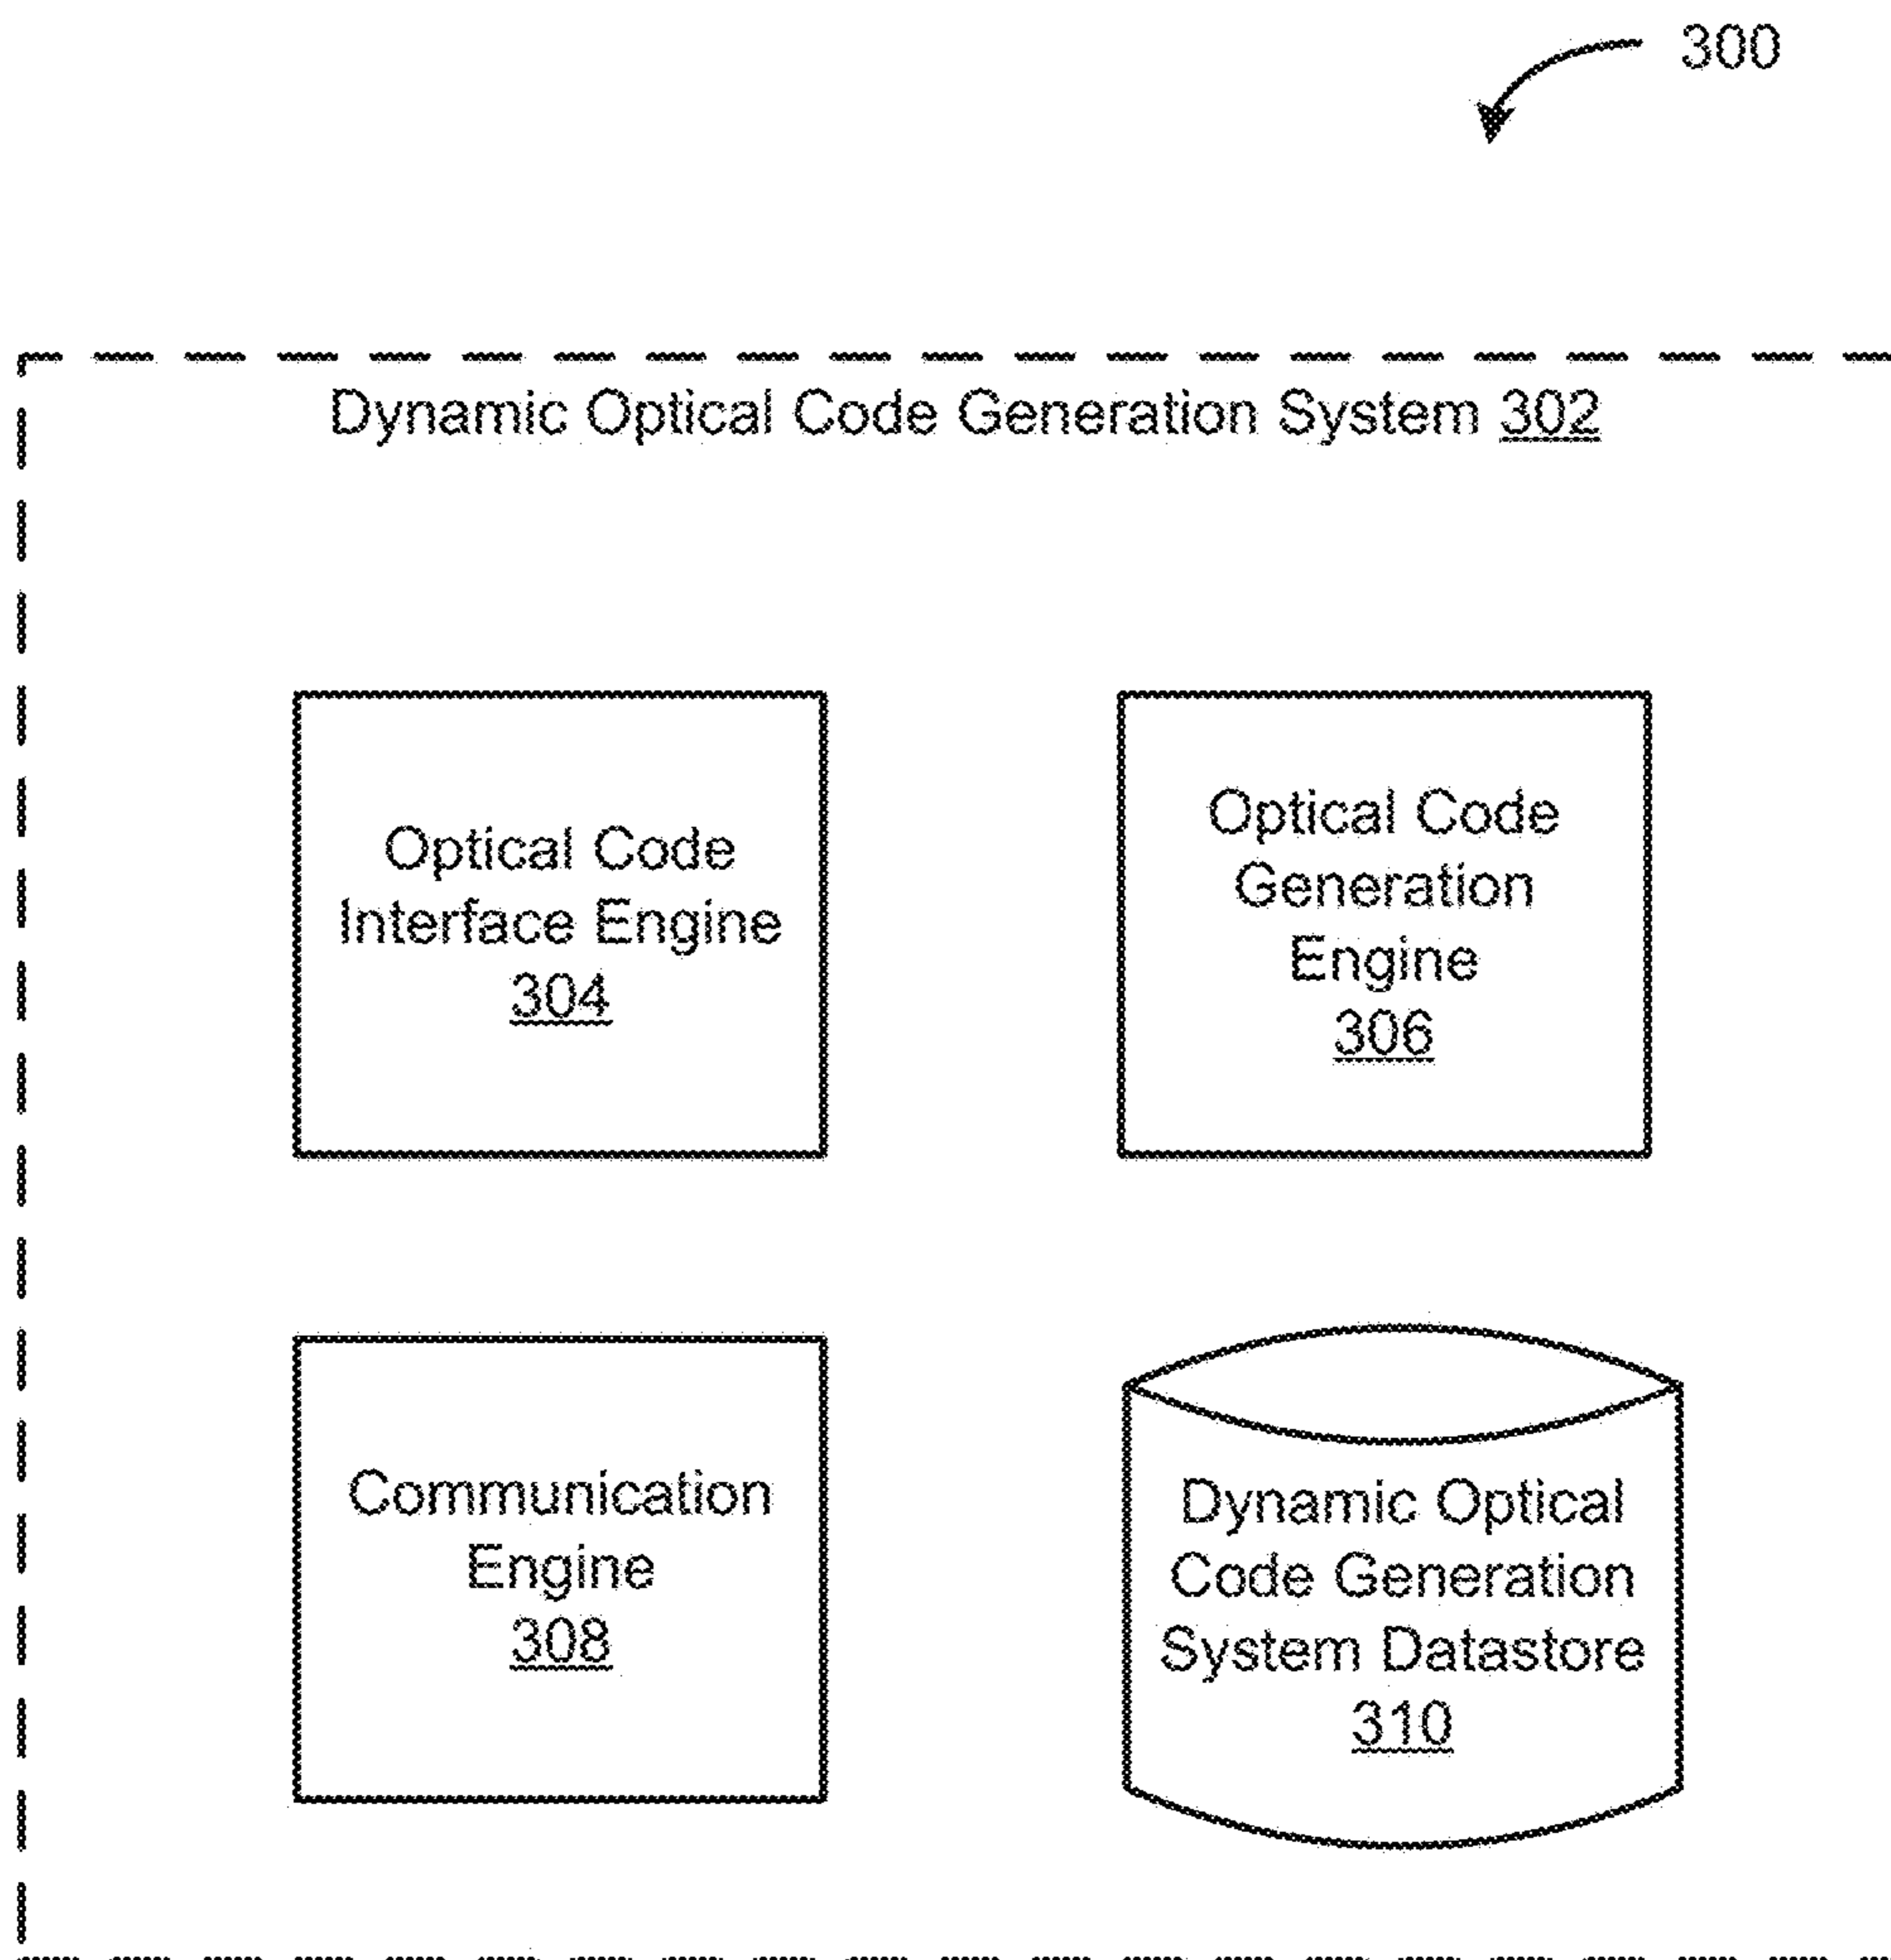 300
Dynamic Optical Code Generation System 302
Optical Code
Interface Engine
304
Optical Code
Generation
Engine
306
Communication
Engine
308
Dynamic Optical
Code Generation
System Datastore
310